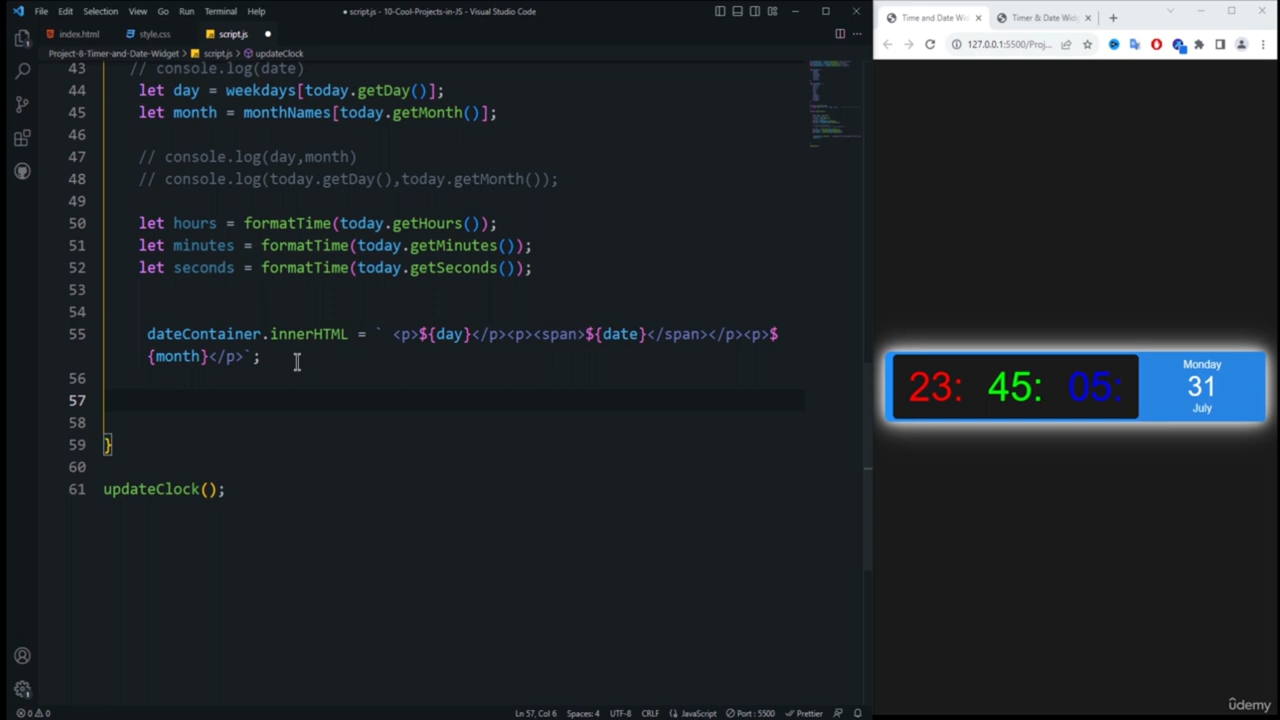 File Edit Selection View Go Run Terminal Help
● script.js - 10-Cool-Projects-in-JS - Visual Studio Code
index.html style.css script.js
Project-8-Timer-and-Date-Widget > script.js > updateClock
43 // console.log(date)
44 let day = weekdays[today.getDay()];
45 let month = monthNames[today.getMonth()];
46
47 // console.log(day,month)
48 // console.log(today.getDay(),today.getMonth());
49
50 let hours = formatTime(today.getHours());
51 let minutes = formatTime(today.getMinutes());
52 let seconds = formatTime(today.getSeconds());
53
54
55 dateContainer.innerHTML = ` <p>${day}</p><p><span>${date}</span></p><p>$
{month}</p>`;
56
57
58
59 }
60
61 updateClock();
0 0 Ln 57, Col 6 Spaces: 4 UTF-8 CRLF JavaScript Port : 5500 Prettier
Time and Date Wi Timer & Date Widg
127.0.0.1:5500/Proj...
23: 45: 05:
Monday
31
July
ûdemy